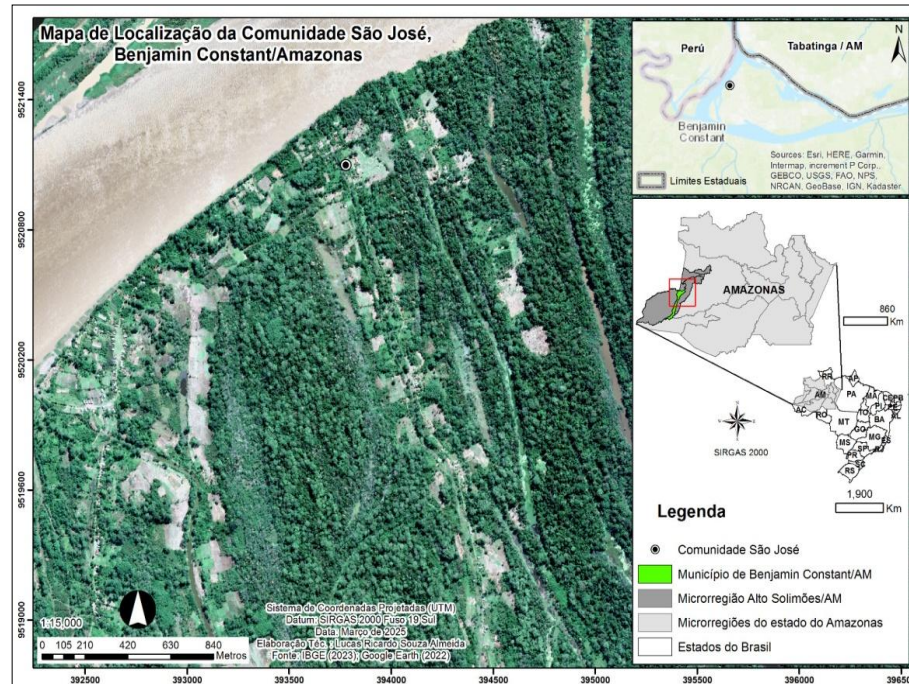 Mapa de Localização da Comunidade São José,
Benjamin Constant/Amazonas
9521400
9520800
9520200
9519600
9519000
1:15,000
0 105 210 420 630 840
Metros
Sistema de Coordenadas Projetadas (UTM)
Datum: SIRGAS 2000 Fuso 19 Sul
Data: Março de 2025
Elaboração Téc.: Lucas Ricardo Souza Almeida
Fonte: IBGE (2023); Google Earth (2022)
392500 393000 393500 394000 394500 395000 395500 396000
Perú
Tabatinga / AM
N
Benjamin
Constant
Limites Estaduais
Sources: Esri, HERE, Garmin,
Intermap, increment P Corp.,
GEBCO, USGS, FAO, NPS,
NRCAN, GeoBase, IGN, Kadaster
AMAZONAS
860
Km
RR AP
AM PA MA
AC RO TO PI
MT BA
GO
MS MG ES
SP
PR
SC
RS
SIRGAS 2000
1,900
Km
Legenda
Comunidade São José
Município de Benjamin Constant/AM
Microrregião Alto Solimões/AM
Microrregiões do estado do Amazonas
Estados do Brasil